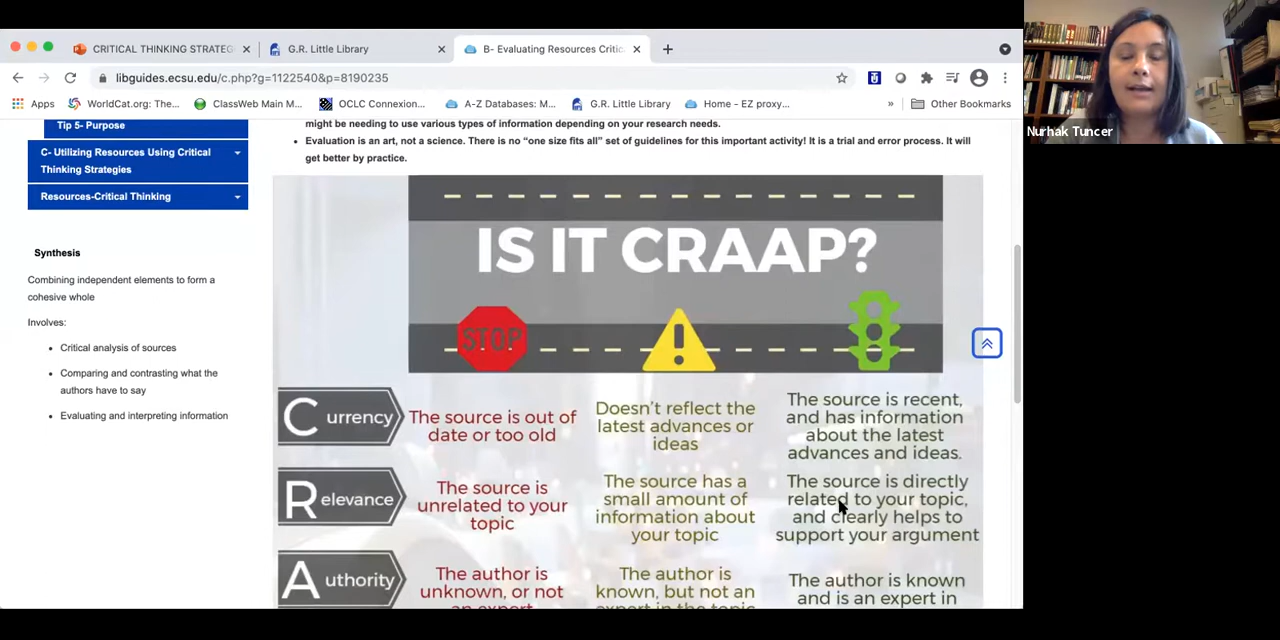 CRITICAL THINKING STRATEG
G.R. Little Library
B- Evaluating Resources Critic
libguides.ecsu.edu/c.php?g=1122540&p=8190235
Apps
WorldCat.org: The...
ClassWeb Main M...
OCLC Connexion...
A-Z Databases: M...
G.R. Little Library
Home - EZ proxy...
»
Other Bookmarks
Nurhak Tuncer
Tip 5- Purpose
C- Utilizing Resources Using Critical
Thinking Strategies
Resources-Critical Thinking
Synthesis
Combining independent elements to form a
cohesive whole
Involves:
• Critical analysis of sources
• Comparing and contrasting what the
authors have to say
• Evaluating and interpreting information
might be needing to use various types of information depending on your research needs.
• Evaluation is an art, not a science. There is no "one size fits all" set of guidelines for this important activity! It is a trial and error process. It will
get better by practice.
IS IT CRAAP?
STOP
!
Currency
The source is out of
date or too old
Doesn't reflect the
latest advances or
ideas
The source is recent,
and has information
about the latest
advances and ideas.
Relevance
The source is
unrelated to your
topic
The source has a
small amount of
information about
your topic
The source is directly
related to your topic,
and clearly helps to
support your argument
Authority
The author is
unknown, or not
an expert
The author is
known, but not an
expert in the topic
The author is known
and is an expert in